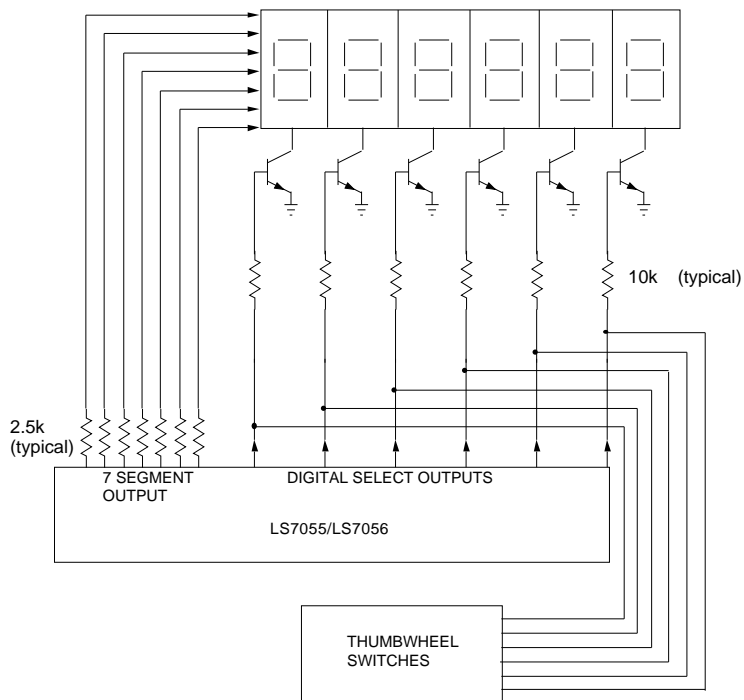 10k (typical)
2.5k
(typical)
7 SEGMENT
OUTPUT
DIGITAL SELECT OUTPUTS
LS7055/LS7056
THUMBWHEEL
SWITCHES